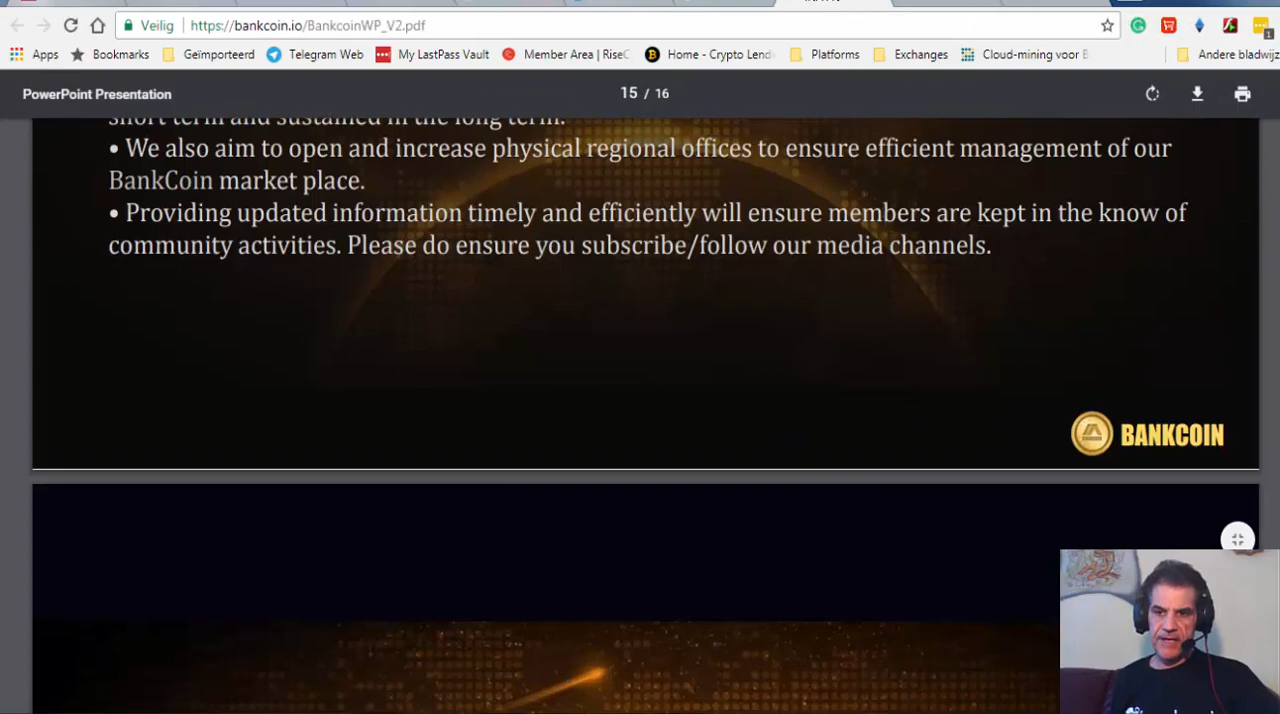 Veilig https://bankcoin.io/BankcoinWP_V2.pdf
1
Apps Bookmarks Geïmporteerd Telegram Web My LastPass Vault Member Area | RiseC Home - Crypto Lend Platforms Exchanges Cloud-mining voor B Andere bladwijz
PowerPoint Presentation 15 / 16
short term and sustained in the long term.
• We also aim to open and increase physical regional offices to ensure efficient management of our
BankCoin market place.
• Providing updated information timely and efficiently will ensure members are kept in the know of
community activities. Please do ensure you subscribe/follow our media channels.
BANKCOIN